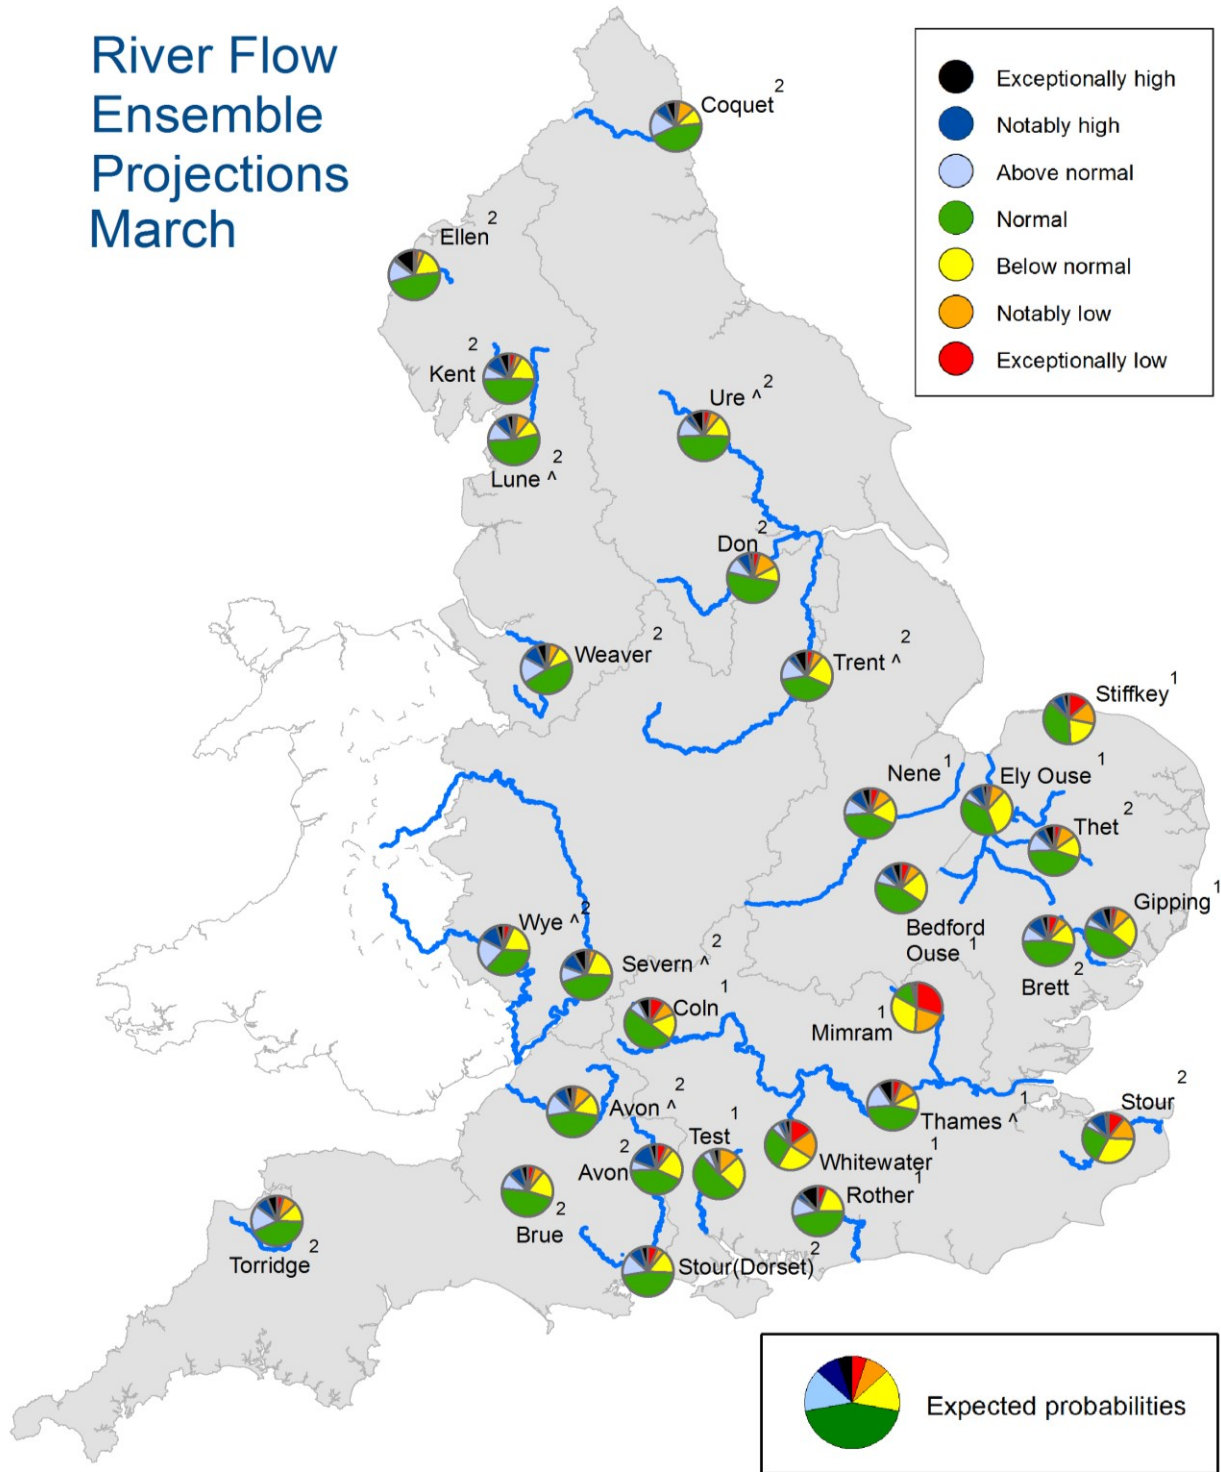 River Flow
Ensemble
Projections
March
Exceptionally high
Notably high
Above normal
Normal
Below normal
Notably low
Exceptionally low
Coquet 2
Ellen 2
2
Kent
Ure ^ 2
Lune ^ 2
Don 2
Weaver 2
Trent ^ 2
Stiffkey 1
Nene 1
Ely Ouse 1
Thet 2
Gipping 1
Bedford
Ouse 1
Brett 2
Wye ^ 2
Severn ^ 2
Coln 1
1
Mimram
Avon ^ 2
Thames ^ 1
Stour 2
Test 1
2
Avon
Whitewater 1
Rother 1
Brue 2
Torridge 2
Stour(Dorset) 2
Expected probabilities